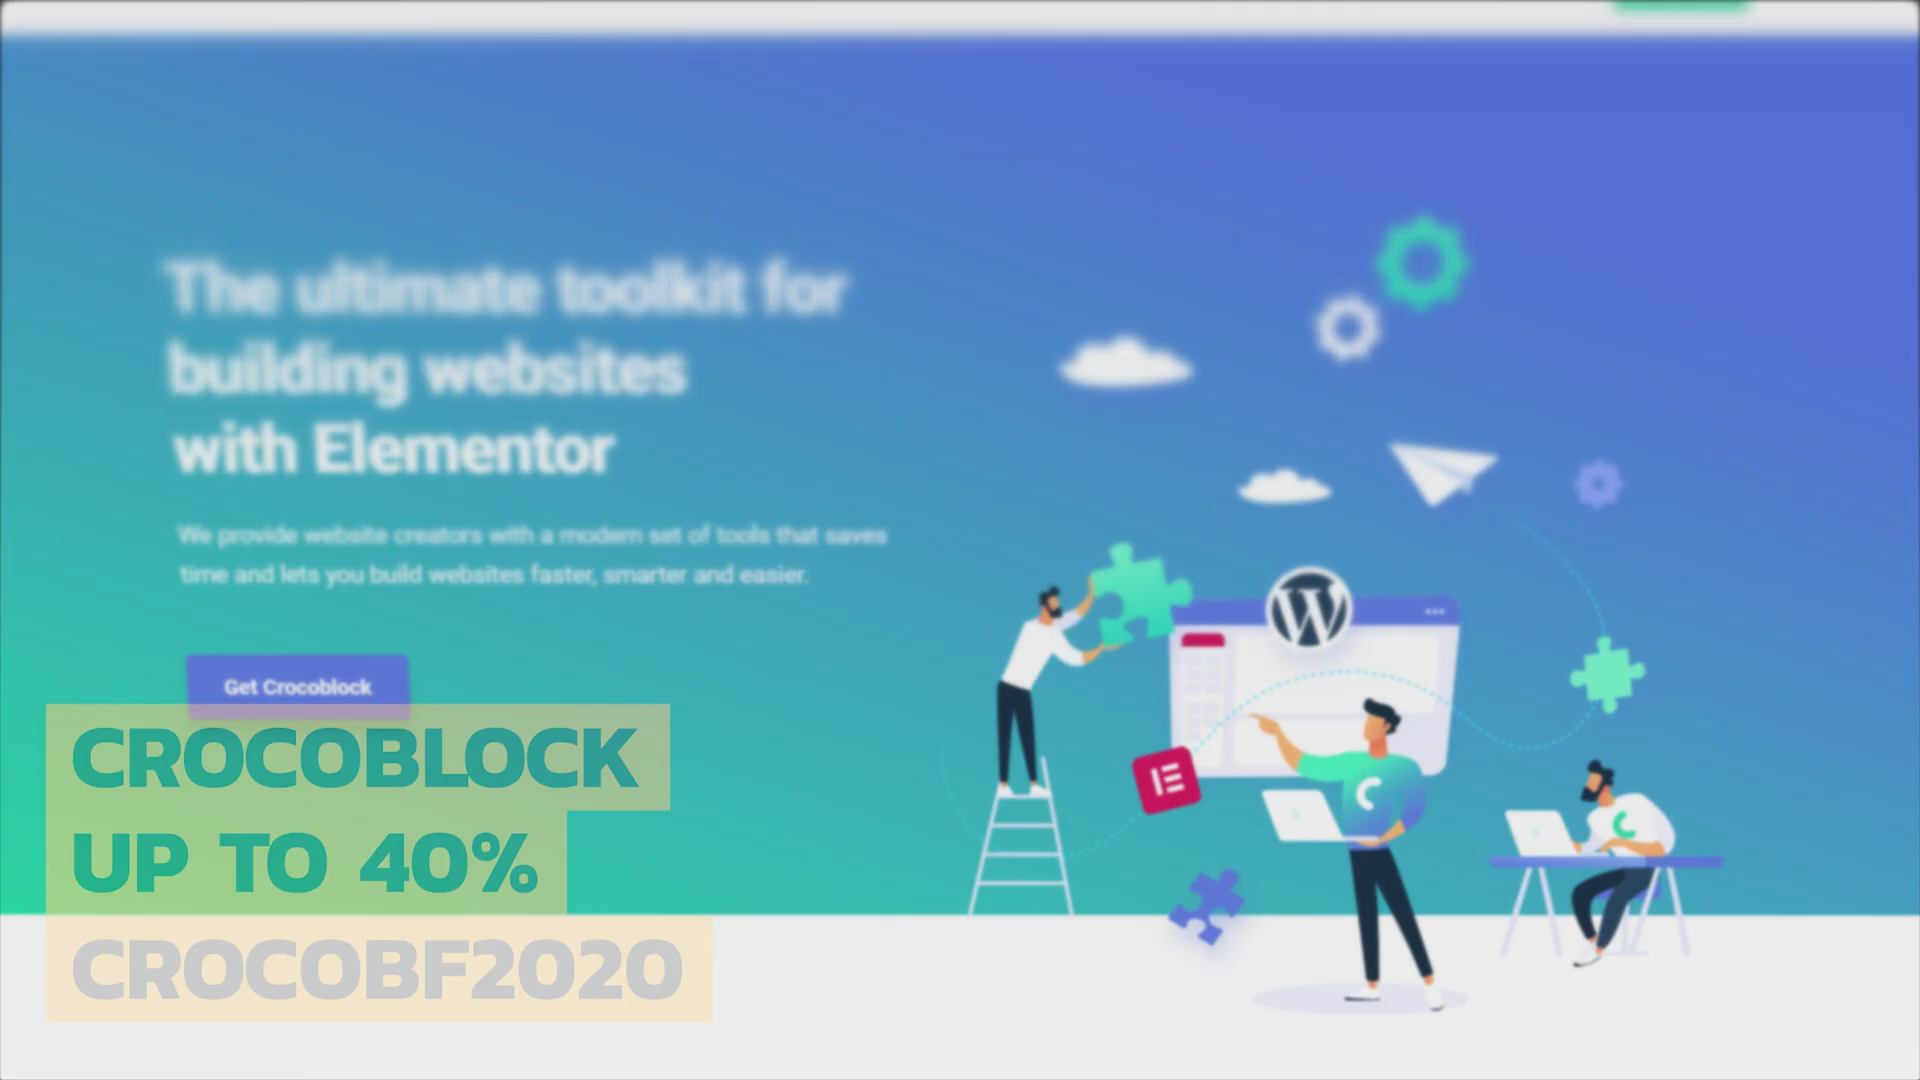 The ultimate toolkit for
building websites
with Elementor
We provide website creators with a modern set of tools that saves
time and lets you build websites faster, smarter and easier.
Get Crocoblock
CROCOBLOCK
UP TO 40%
CROCOBF2020